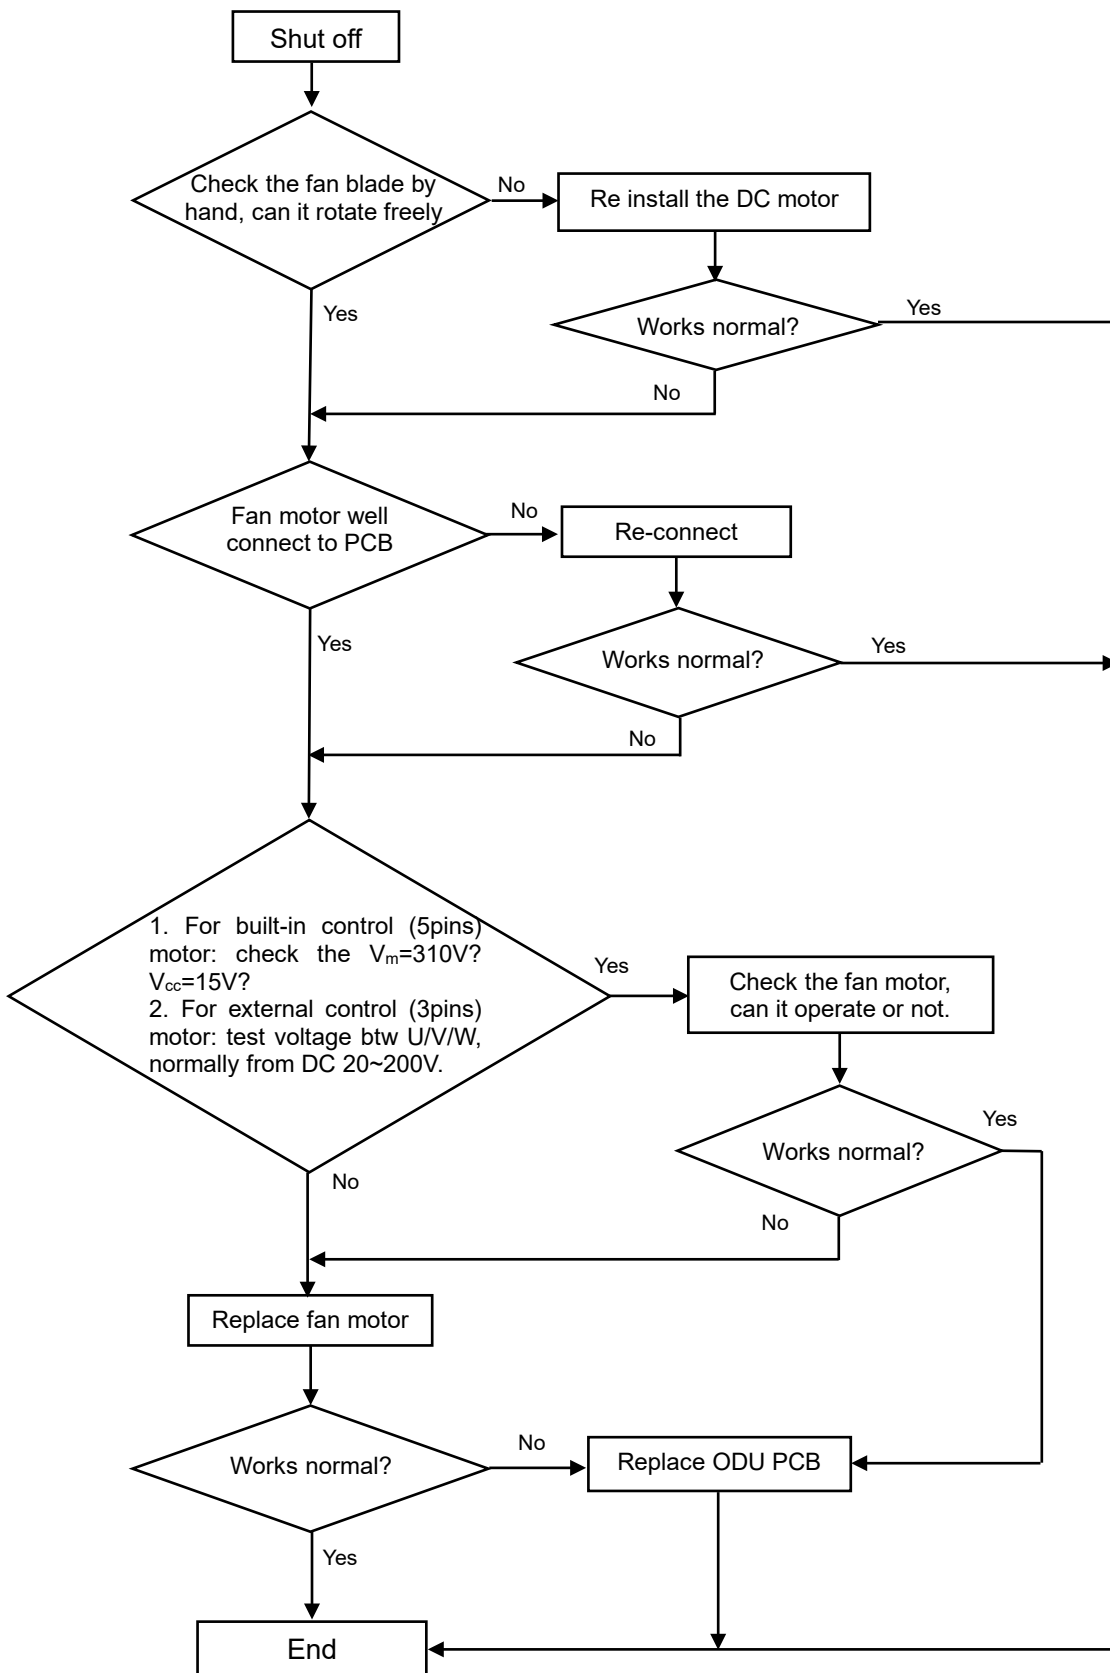 Shut off
Check the fan blade by
hand, can it rotate freely
No
Re install the DC motor
Yes
Works normal?
Yes
No
Fan motor well
connect to PCB
No
Re-connect
Yes
Works normal?
Yes
No
1. For built-in control (5pins)
motor: check the Vm=310V?
Vcc=15V?
2. For external control (3pins)
motor: test voltage btw U/V/W,
normally from DC 20~200V.
Yes
Check the fan motor,
can it operate or not.
Works normal?
Yes
No
No
Replace fan motor
Works normal?
No
Replace ODU PCB
Yes
End